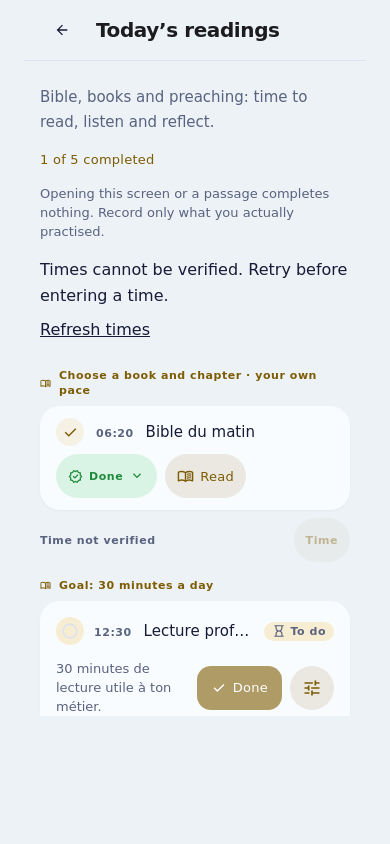 Today’s readings
Bible, books and preaching: time to
read, listen and reflect.
1 of 5 completed
Opening this screen or a passage completes
nothing. Record only what you actually
practised.
Times cannot be verified. Retry before
entering a time.
Refresh times
Choose a book and chapter · your own
pace
06:20 Bible du matin
Done Read
Time not verified Time
Goal: 30 minutes a day
12:30 Lecture prof… To do
30 minutes de
lecture utile à ton
métier.
Done